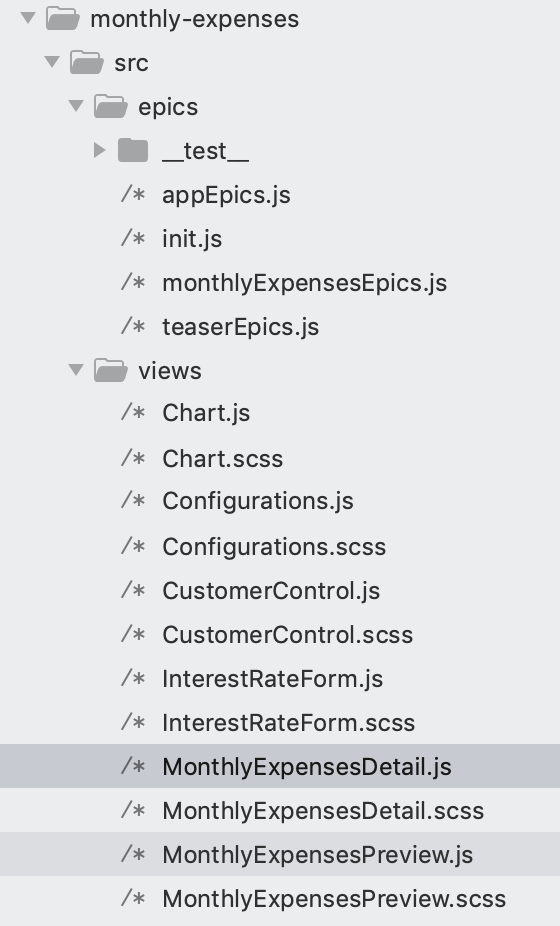 monthly-expenses
src
epics
__test__
/* appEpics.js
/* init.js
/* monthlyExpensesEpics.js
/* teaserEpics.js
views
/* Chart.js
/* Chart.scss
/* Configurations.js
/* Configurations.scss
/* CustomerControl.js
/* CustomerControl.scss
/* InterestRateForm.js
/* InterestRateForm.scss
/* MonthlyExpensesDetail.js
/* MonthlyExpensesDetail.scss
/* MonthlyExpensesPreview.js
/* MonthlyExpensesPreview.scss